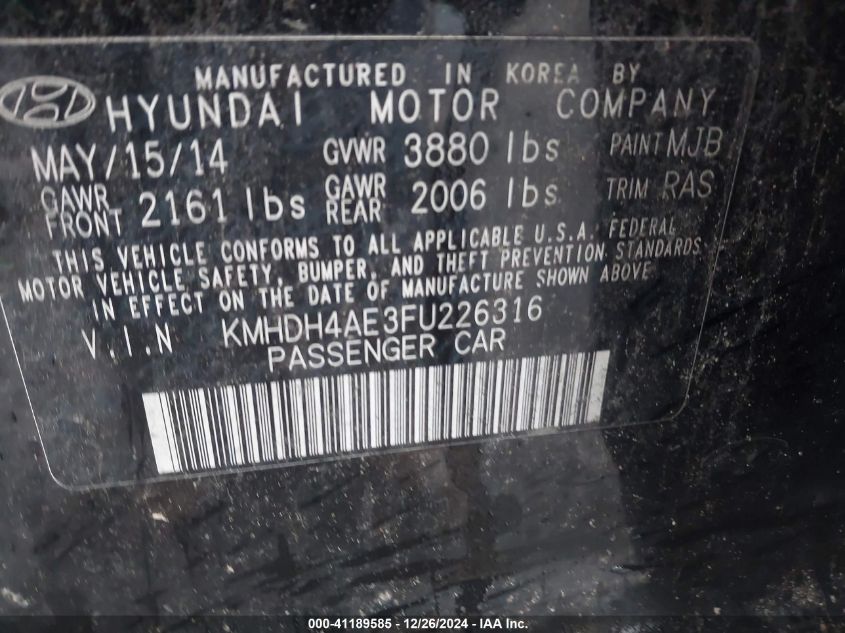 MANUFACTURED IN KOREA BY
HYUNDAI MOTOR COMPANY
MAY/15/14 GVWR 3880 lbs PAINT MJB
GAWR FRONT 2161 lbs GAWR REAR 2006 lbs TRIM RAS
THIS VEHICLE CONFORMS TO ALL APPLICABLE U.S.A. FEDERAL
MOTOR VEHICLE SAFETY, BUMPER, AND THEFT PREVENTION STANDARDS
IN EFFECT ON THE DATE OF MANUFACTURE SHOWN ABOVE
V.I.N KMHDH4AE3FU226316
PASSENGER CAR
000-41189585 - 12/26/2024 - IAA Inc.